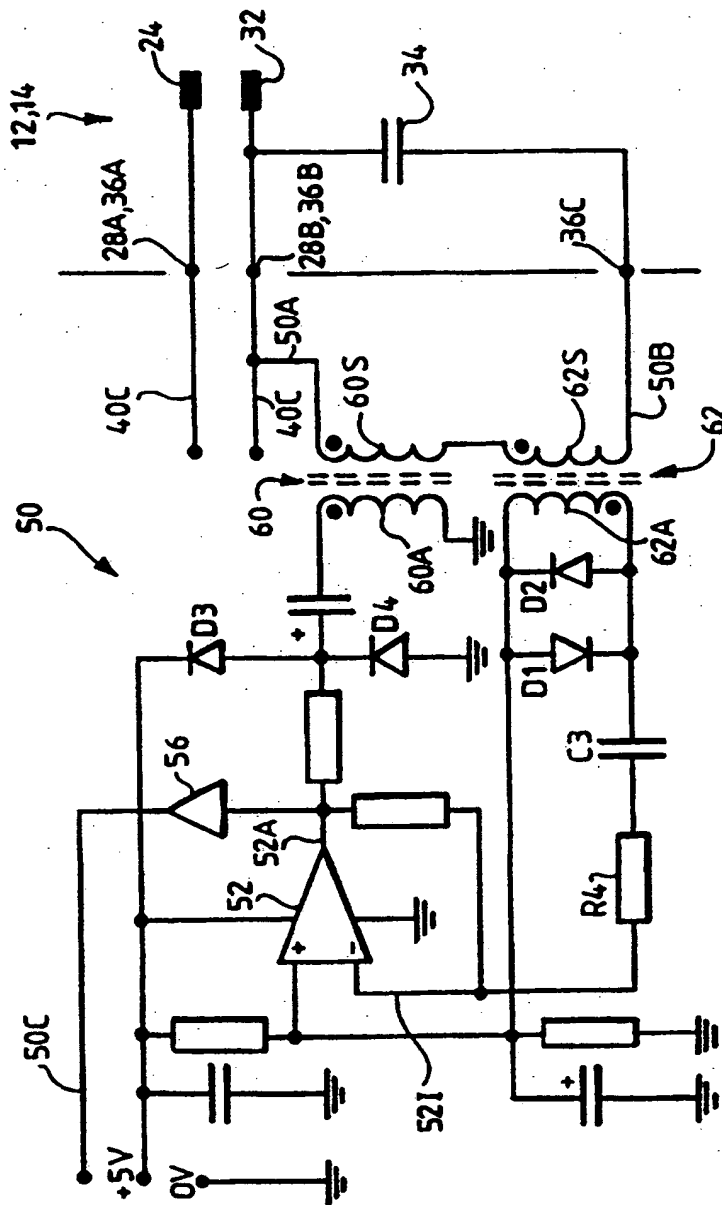 12,14
24
32
34
28A,36A
28B,36B
36C
40C
40C
50A
50B
60S
62S
60
62
60A
62A
50
D3
D4
D1
D2
C3
R4
56
52A
52
+
+
−
52I
50C
+5V
0V
+